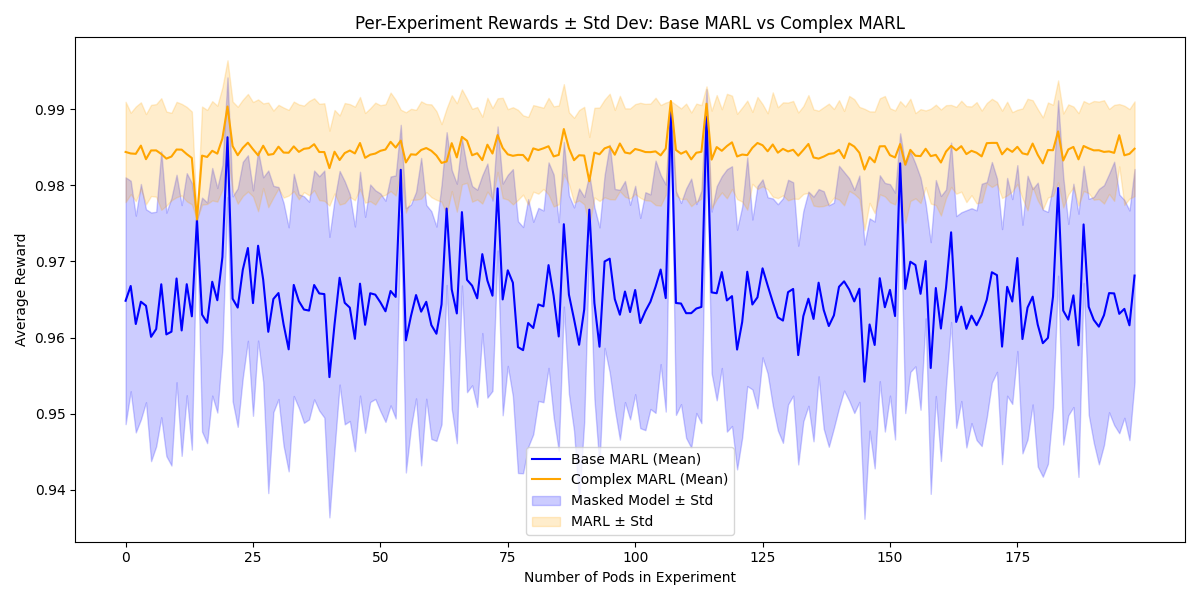 Per-Experiment Rewards ± Std Dev: Base MARL vs Complex MARL
Average Reward
0.99
0.98
0.97
0.96
0.95
0.94
Base MARL (Mean)
Complex MARL (Mean)
Masked Model ± Std
MARL ± Std
0 25 50 75 100 125 150 175
Number of Pods in Experiment